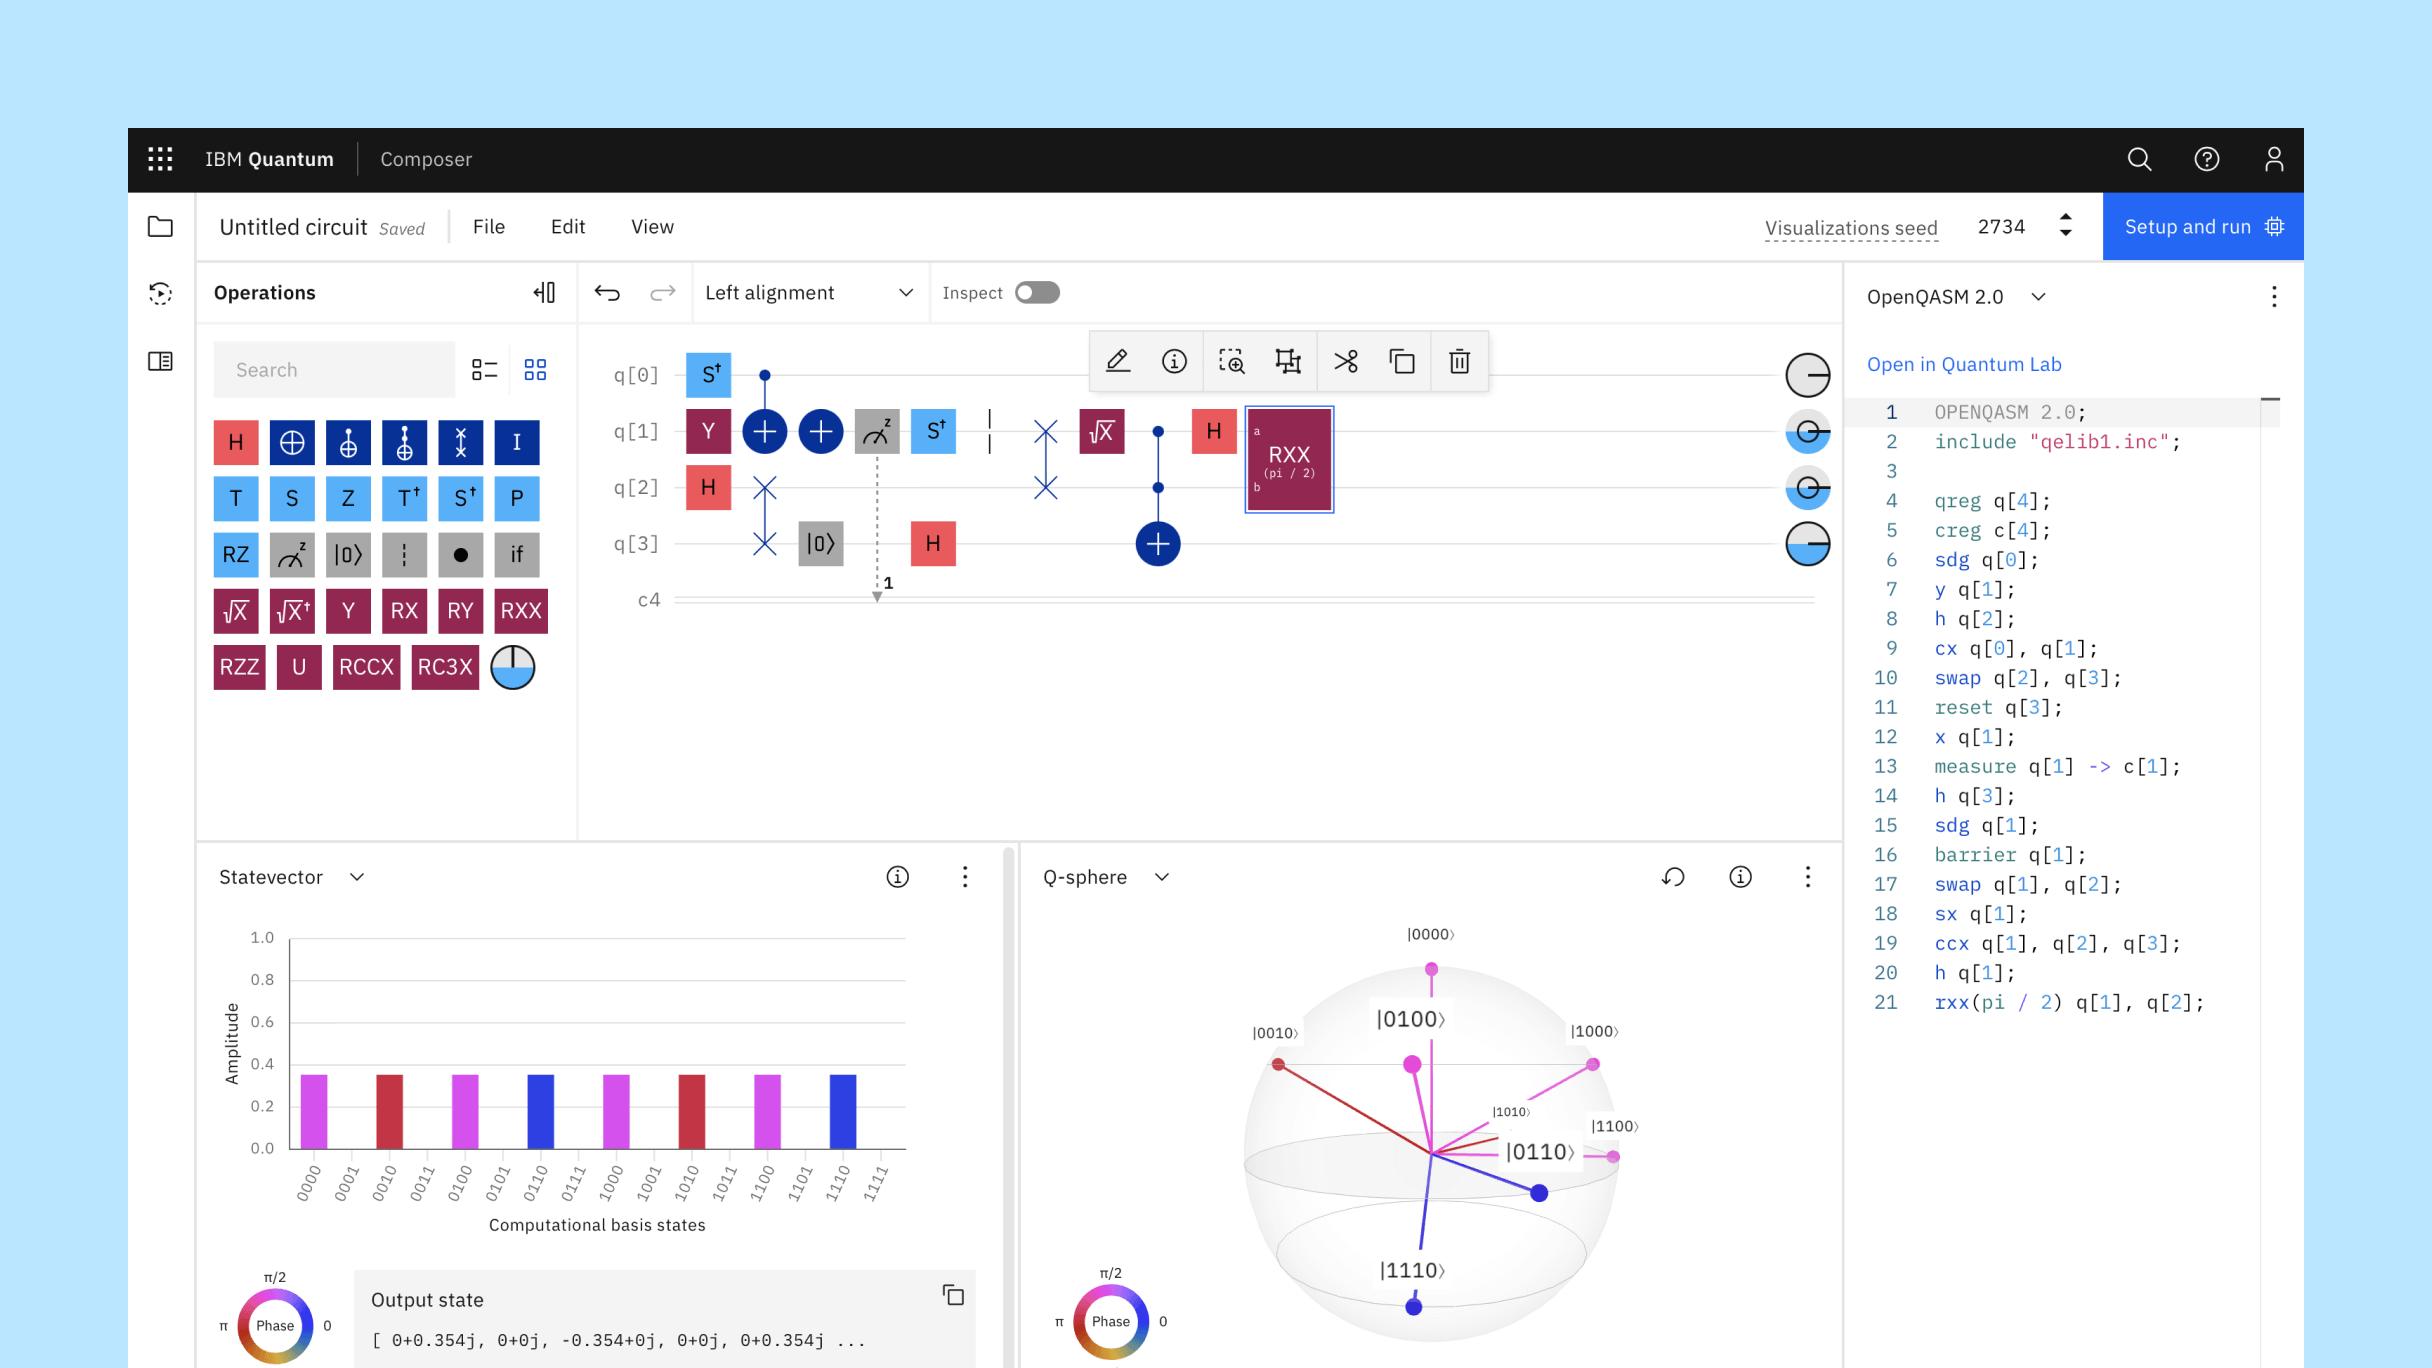 IBM Quantum Composer
Untitled circuit Saved File Edit View Visualizations seed 2734 Setup and run
Operations
Left alignment
Inspect
OpenQASM 2.0
Search
Open in Quantum Lab
H I
T S Z T† S† P
RZ z |0⟩ if
√X √X† Y RX RY RXX
RZZ U RCCX RC3X
q[0] S†
q[1] Y z S† √X H
q[2] H
q[3] |0⟩ H
a
RXX
(pi / 2)
b
1
c4
1 OPENQASM 2.0;
2 include "qelib1.inc";
3
4 qreg q[4];
5 creg c[4];
6 sdg q[0];
7 y q[1];
8 h q[2];
9 cx q[0], q[1];
10 swap q[2], q[3];
11 reset q[3];
12 x q[1];
13 measure q[1] -> c[1];
14 h q[3];
15 sdg q[1];
16 barrier q[1];
17 swap q[1], q[2];
18 sx q[1];
19 ccx q[1], q[2], q[3];
20 h q[1];
21 rxx(pi / 2) q[1], q[2];
Statevector
Amplitude
1.0
0.8
0.6
0.4
0.2
0.0
0000 0001 0010 0011 0100 0101 0110 0111 1000 1001 1010 1011 1100 1101 1110 1111
Computational basis states
π/2
π Phase 0
Output state
[ 0+0.354j, 0+0j, -0.354+0j, 0+0j, 0+0.354j ...
Q-sphere
|0000⟩
|0100⟩
|0010⟩
|1000⟩
|1010⟩
|1100⟩
|0110⟩
|1110⟩
π/2
π Phase 0